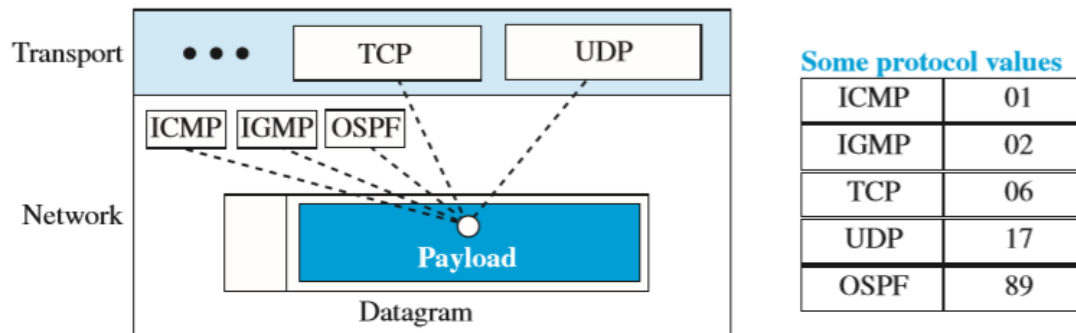 Transport
TCP
UDP
ICMP
IGMP
OSPF
Network
Payload
Datagram
Some protocol values
ICMP 01
IGMP 02
TCP 06
UDP 17
OSPF 89